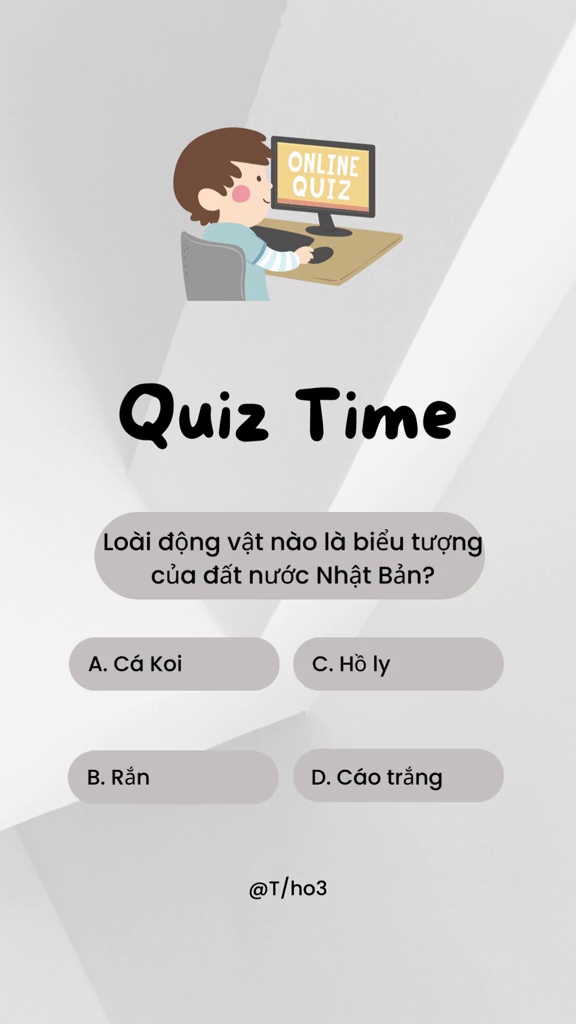 ONLINE
QUIZ
Quiz Time
Loài động vật nào là biểu tượng
của đất nước Nhật Bản?
A. Cá Koi
C. Hồ ly
B. Rắn
D. Cáo trắng
@T/ho3